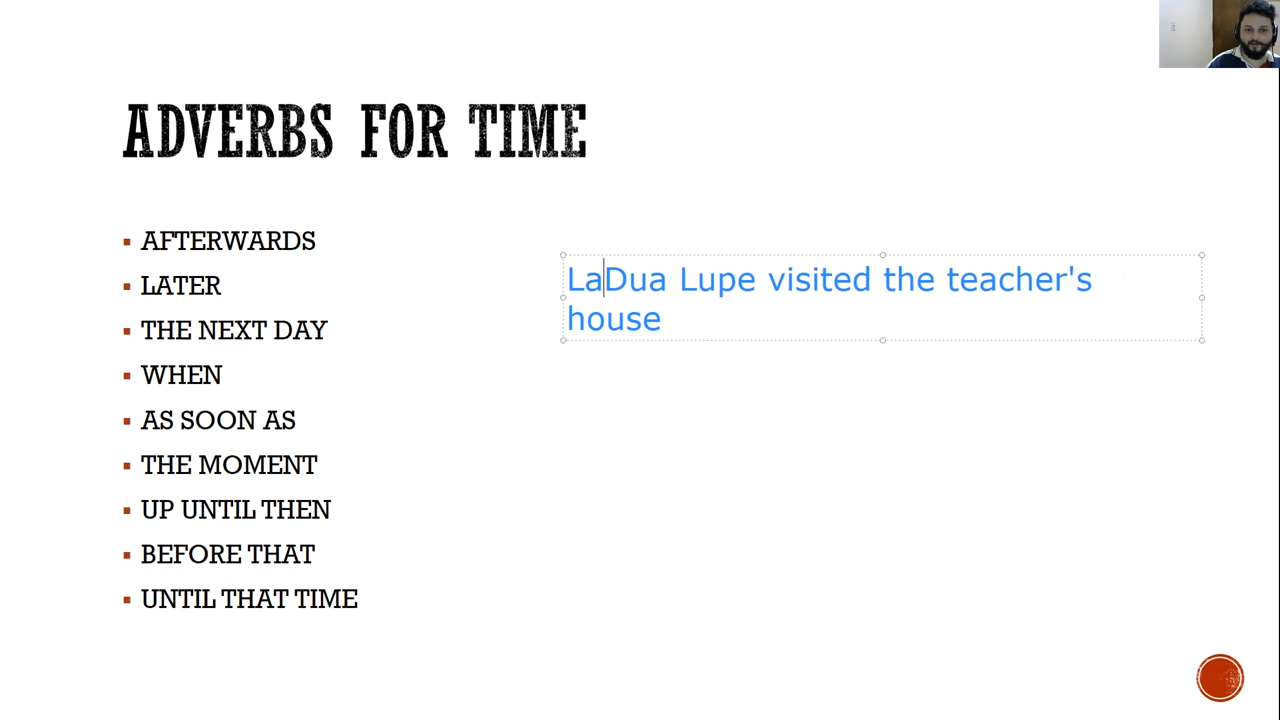 ADVERBS FOR TIME
AFTERWARDS
LATER
THE NEXT DAY
WHEN
AS SOON AS
THE MOMENT
UP UNTIL THEN
BEFORE THAT
UNTIL THAT TIME
LaDua Lupe visited the teacher's
house